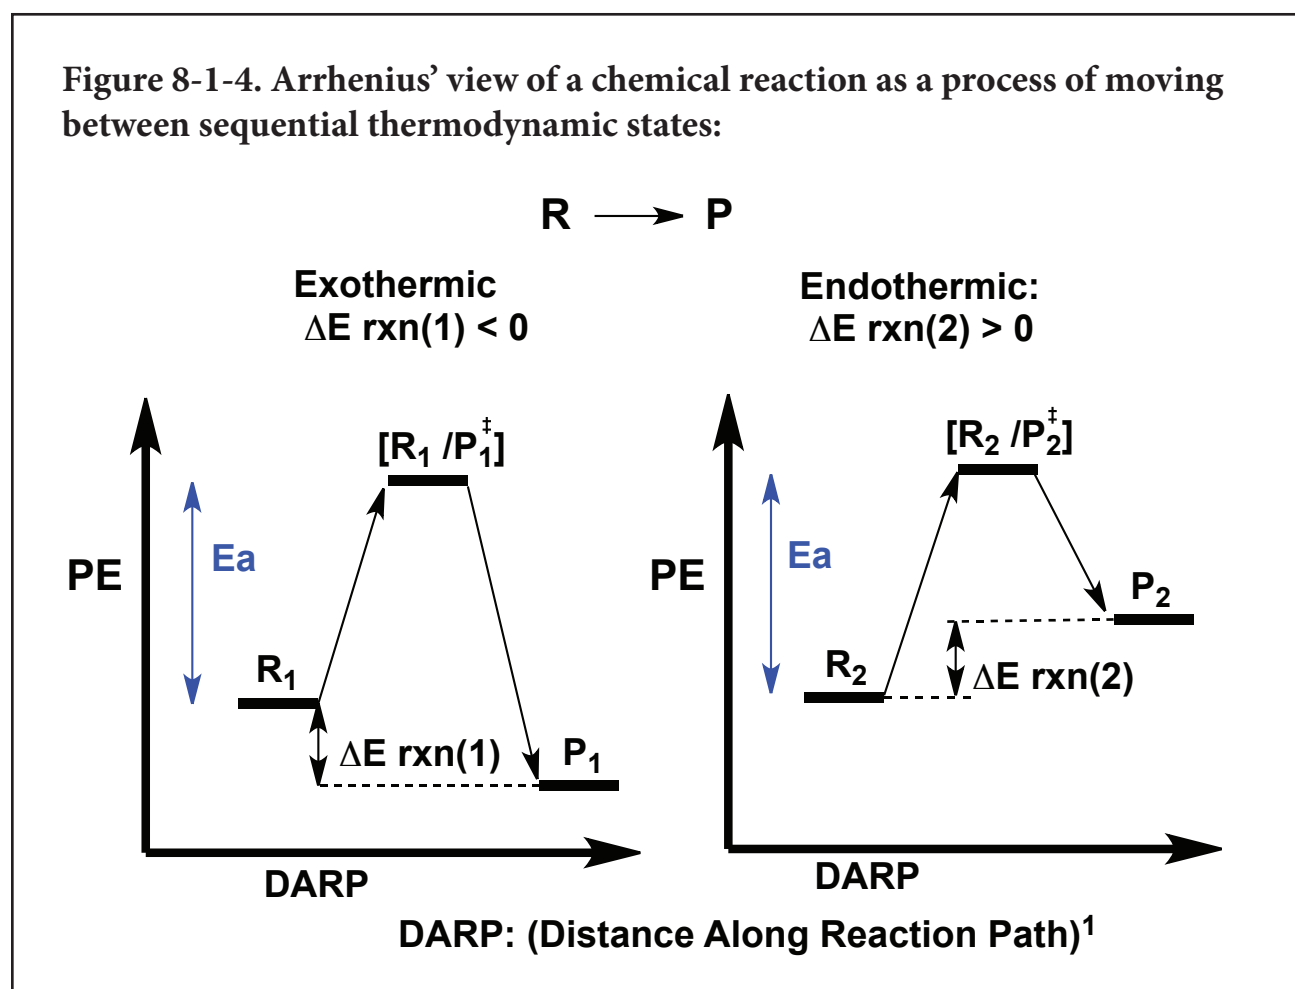 Figure 8-1-4. Arrhenius’ view of a chemical reaction as a process of moving
between sequential thermodynamic states:
R → P
Exothermic
ΔE rxn(1) < 0
Endothermic:
ΔE rxn(2) > 0
[R₁ /P₁‡]
Ea
PE
R₁
ΔE rxn(1)
P₁
DARP
[R₂ /P₂‡]
Ea
PE
P₂
R₂
ΔE rxn(2)
DARP
DARP: (Distance Along Reaction Path)¹